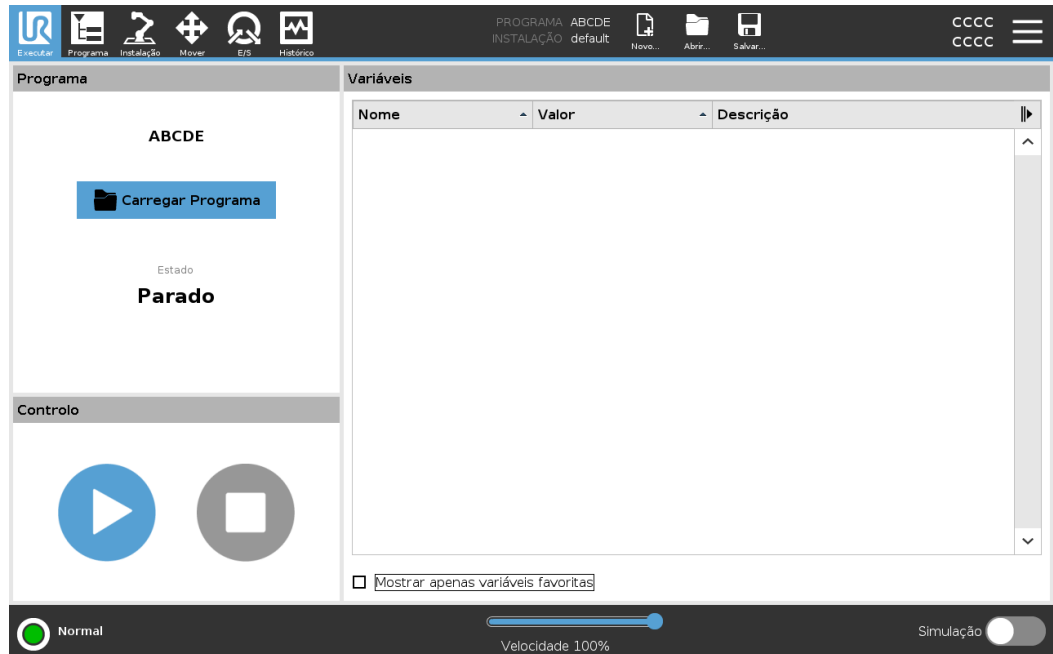 PROGRAMA ABCDE
INSTALAÇÃO default
CCCC
CCCC
Executar Programa Instalação Mover E/S Histórico Novo... Abrir... Salvar...
Programa
ABCDE
Carregar Programa
Estado
Parado
Controlo
Variáveis
Nome Valor Descrição
Mostrar apenas variáveis favoritas
Normal
Velocidade 100%
Simulação